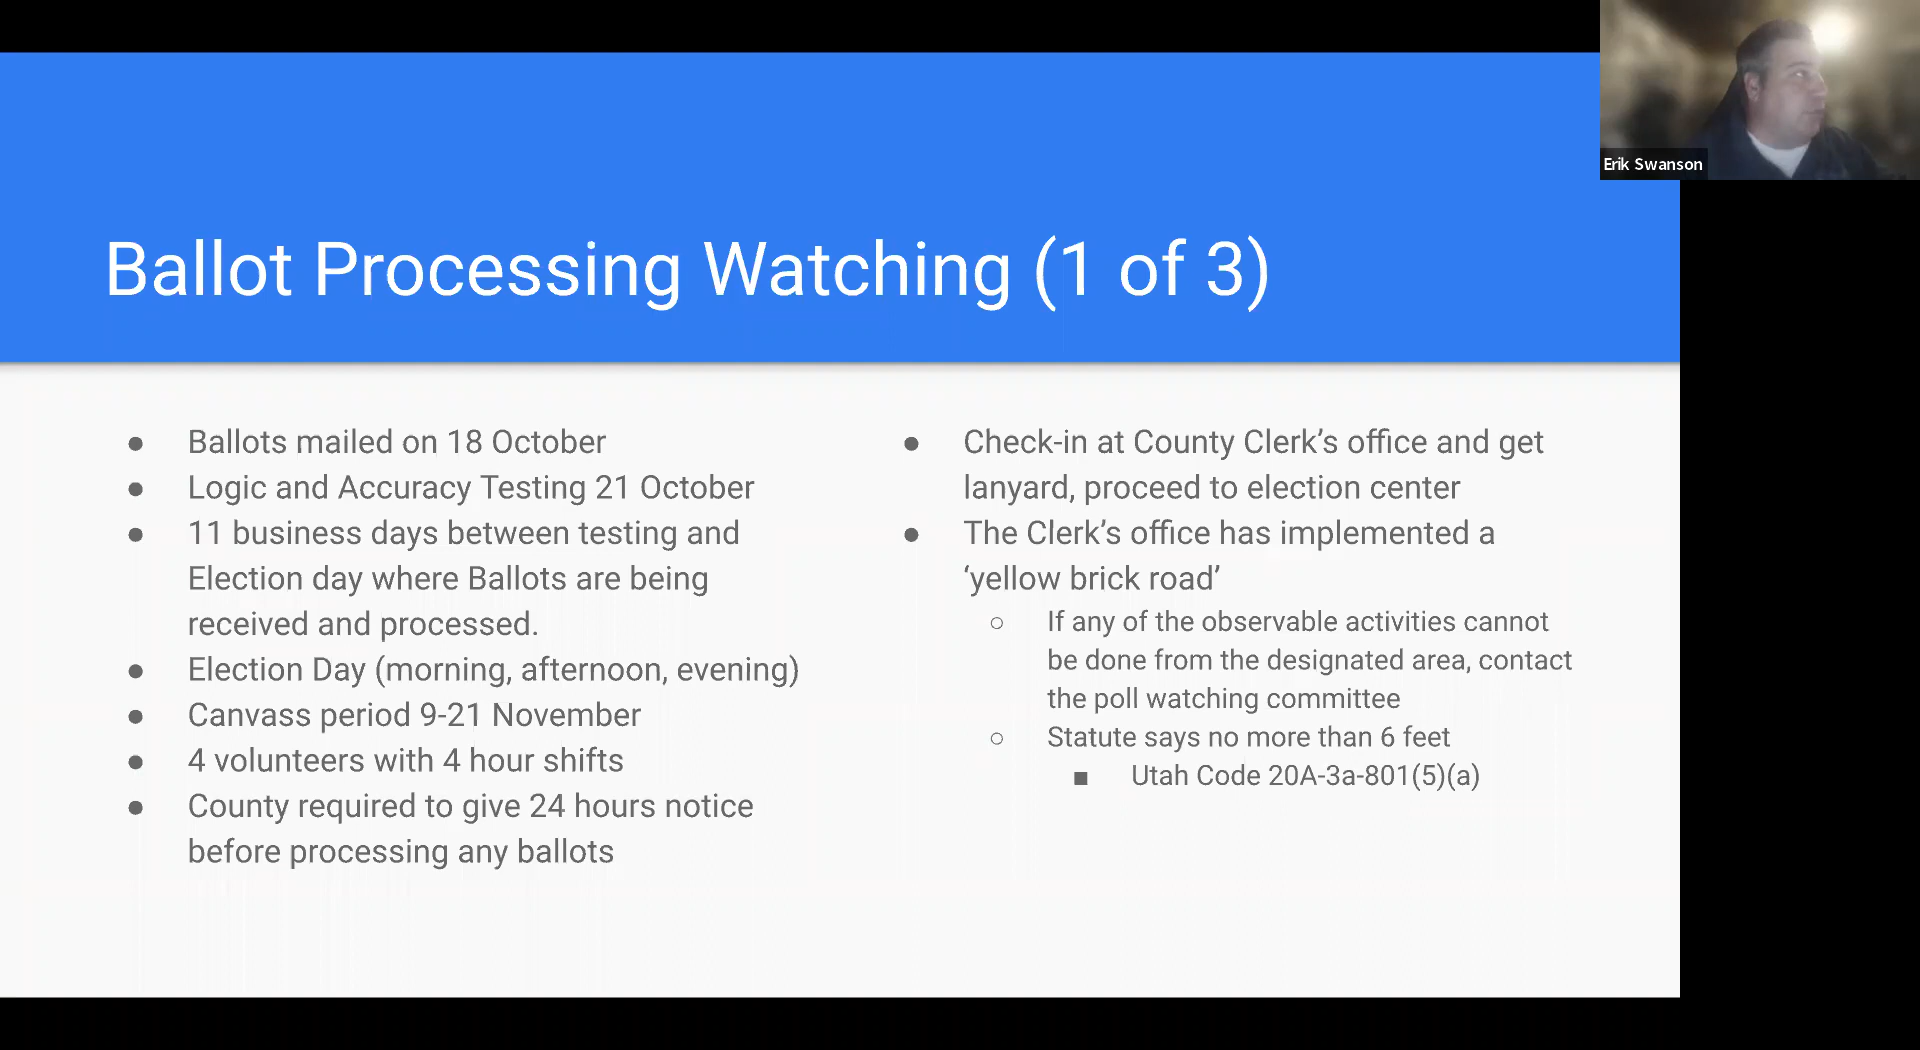 Ballot Processing Watching (1 of 3)
● Ballots mailed on 18 October
● Logic and Accuracy Testing 21 October
● 11 business days between testing and
Election day where Ballots are being
received and processed.
● Election Day (morning, afternoon, evening)
● Canvass period 9-21 November
● 4 volunteers with 4 hour shifts
● County required to give 24 hours notice
before processing any ballots
● Check-in at County Clerk’s office and get
lanyard, proceed to election center
● The Clerk’s office has implemented a
‘yellow brick road’
○ If any of the observable activities cannot
be done from the designated area, contact
the poll watching committee
○ Statute says no more than 6 feet
■ Utah Code 20A-3a-801(5)(a)
Erik Swanson